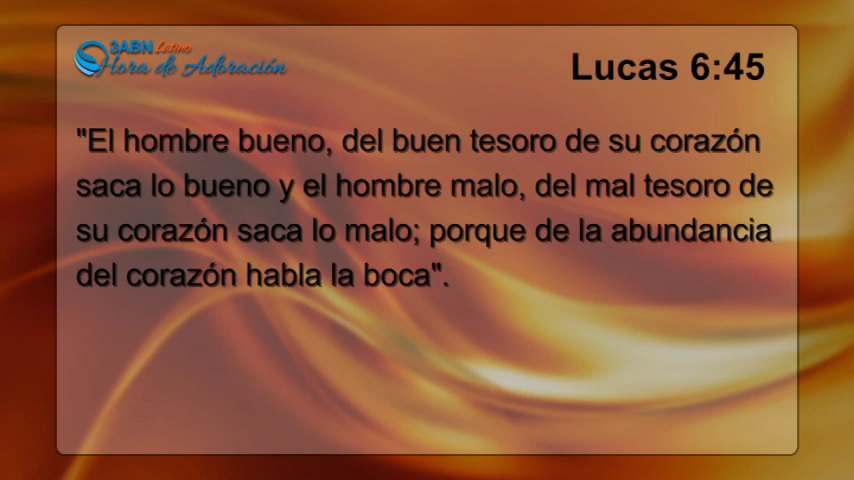 3ABN Latino
Hora de Adoración
Lucas 6:45
"El hombre bueno, del buen tesoro de su corazón
saca lo bueno y el hombre malo, del mal tesoro de
su corazón saca lo malo; porque de la abundancia
del corazón habla la boca".